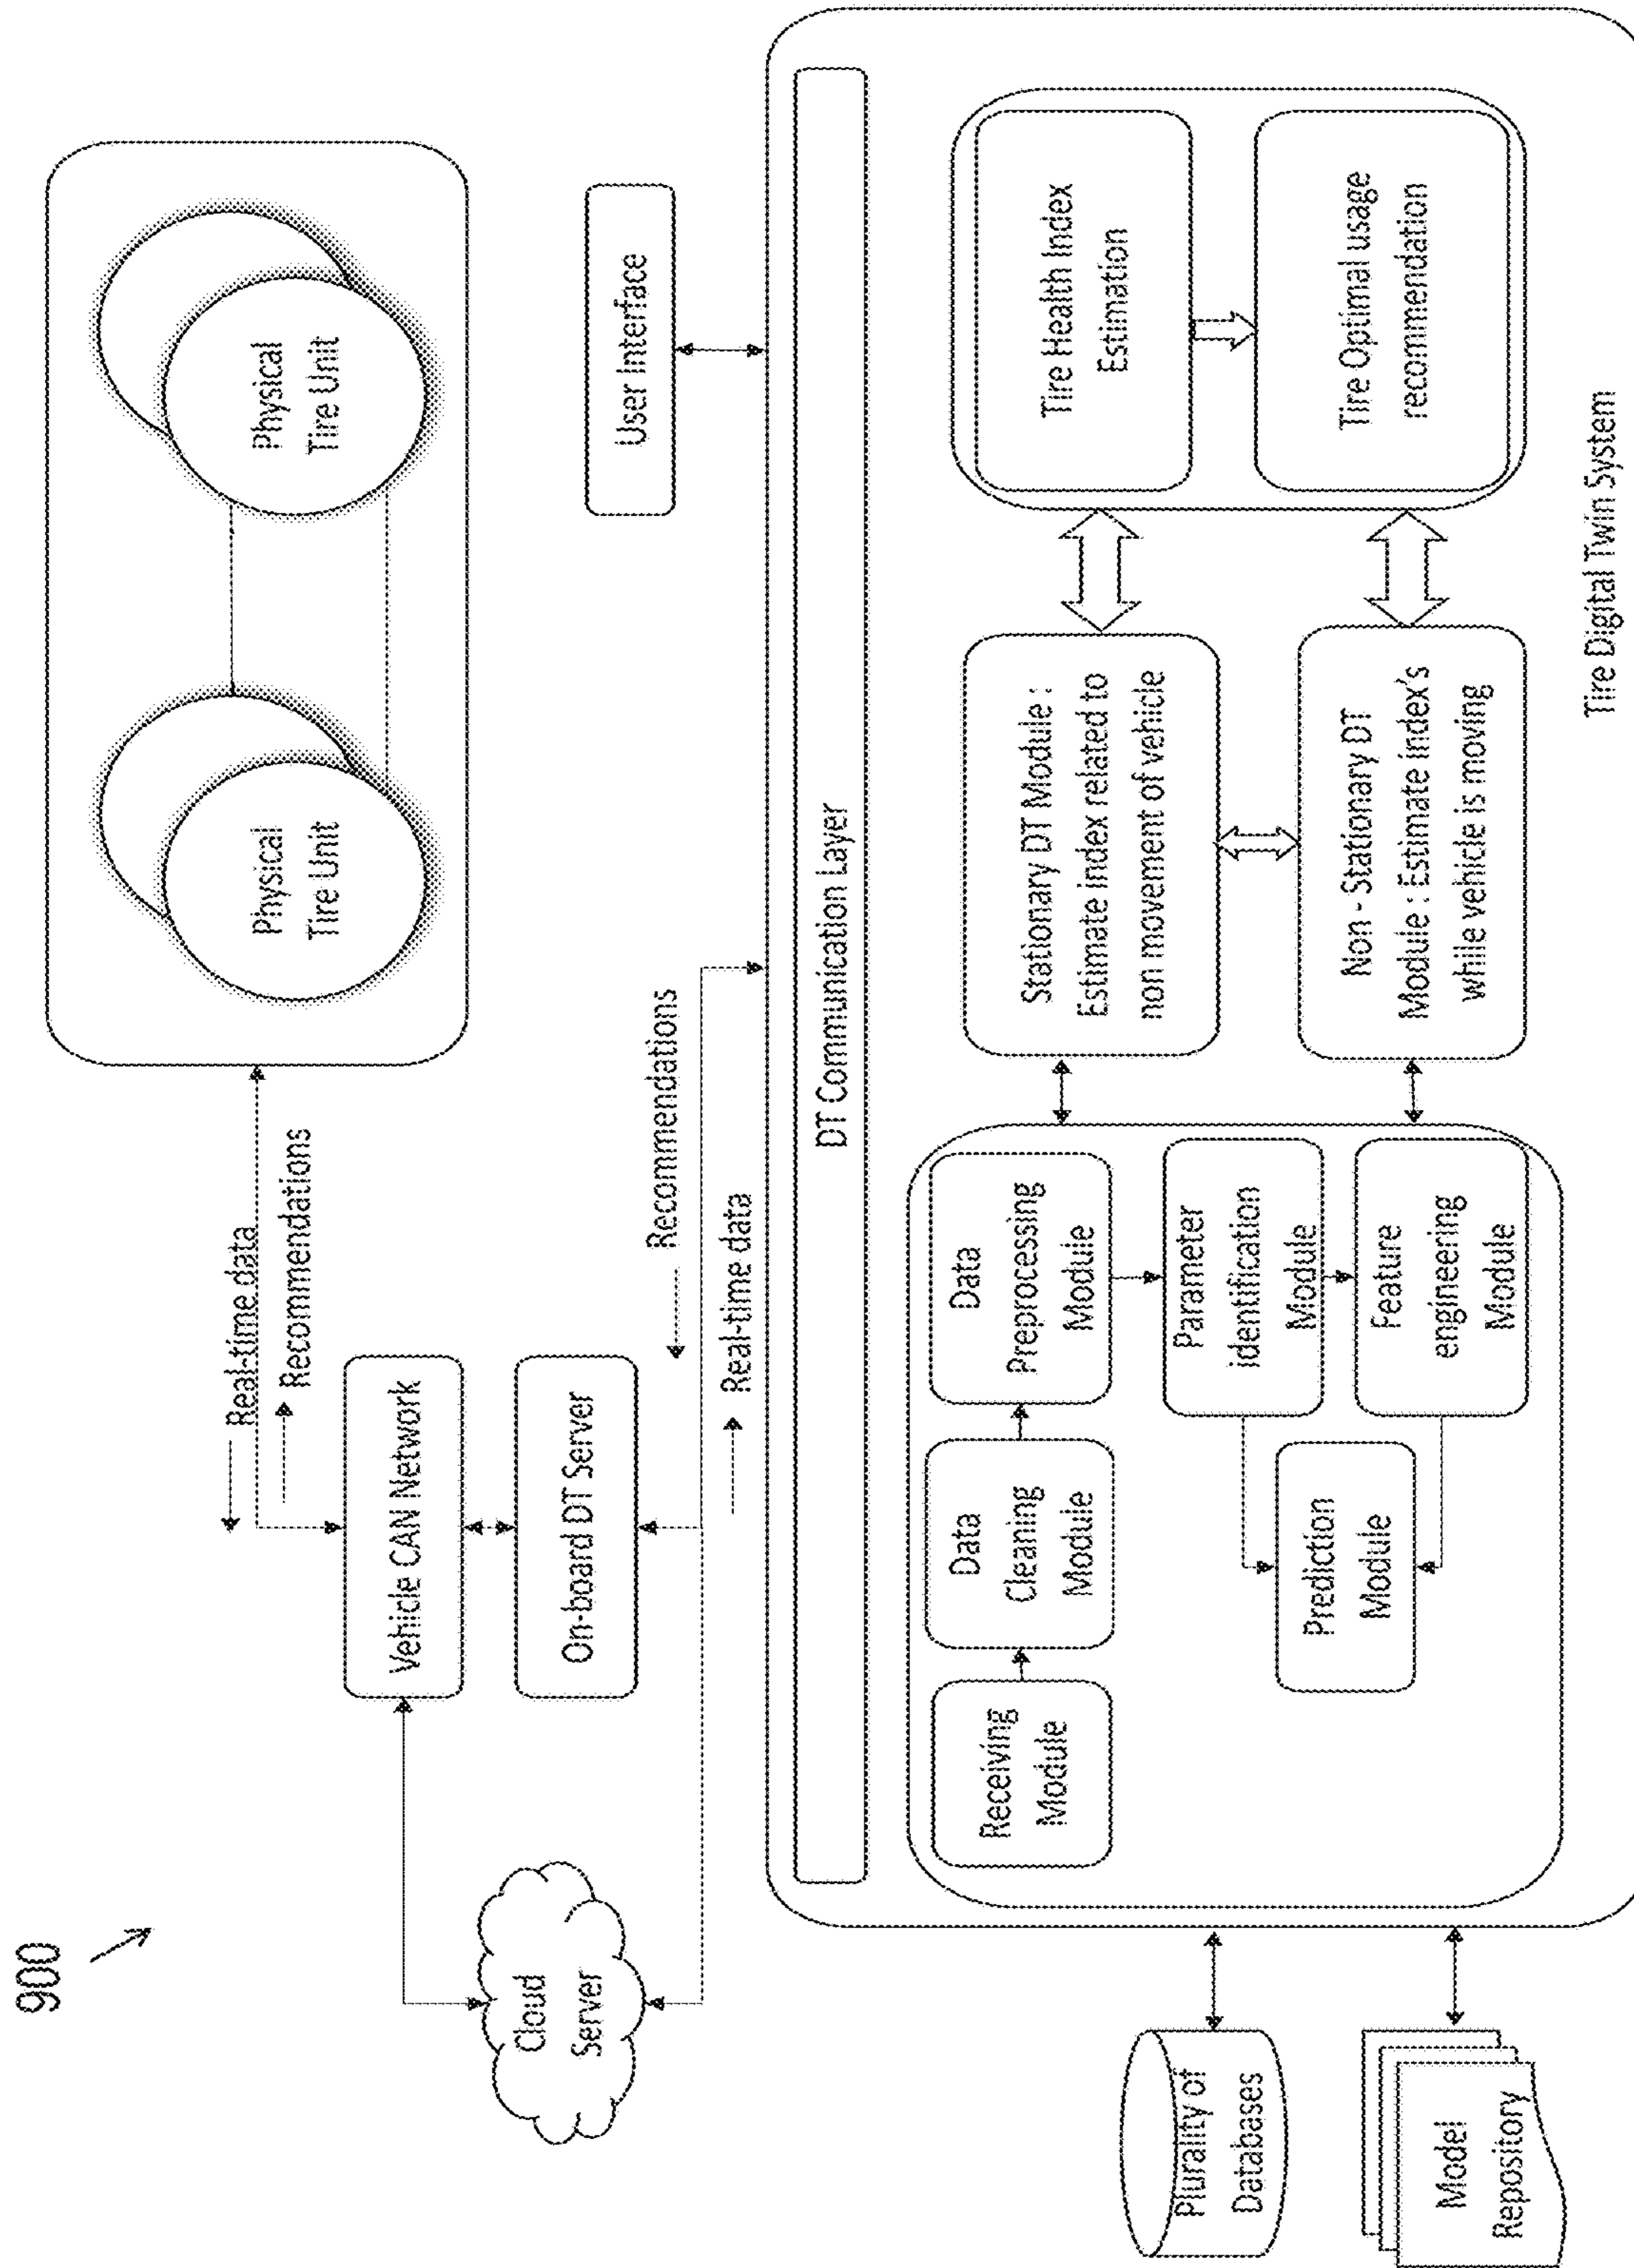 900
Physical
Tire Unit
Physical
Tire Unit
Real-time data
Recommendations
Vehicle CAN Network
On-board DT Server
Cloud
Server
User Interface
Recommendations
Real-time data
DT Communication Layer
Receiving
Module
Data
Cleaning
Module
Data
Preprocessing
Module
Parameter
identification
Module
Feature
engineering
Module
Prediction
Module
Stationary DT Module :
Estimate index related to
non movement of vehicle
Non - Stationary DT
Module : Estimate index's
while vehicle is moving
Tire Health Index
Estimation
Tire Optimal usage
recommendation
Plurality of
Databases
Model
Repository
Tire Digital Twin System